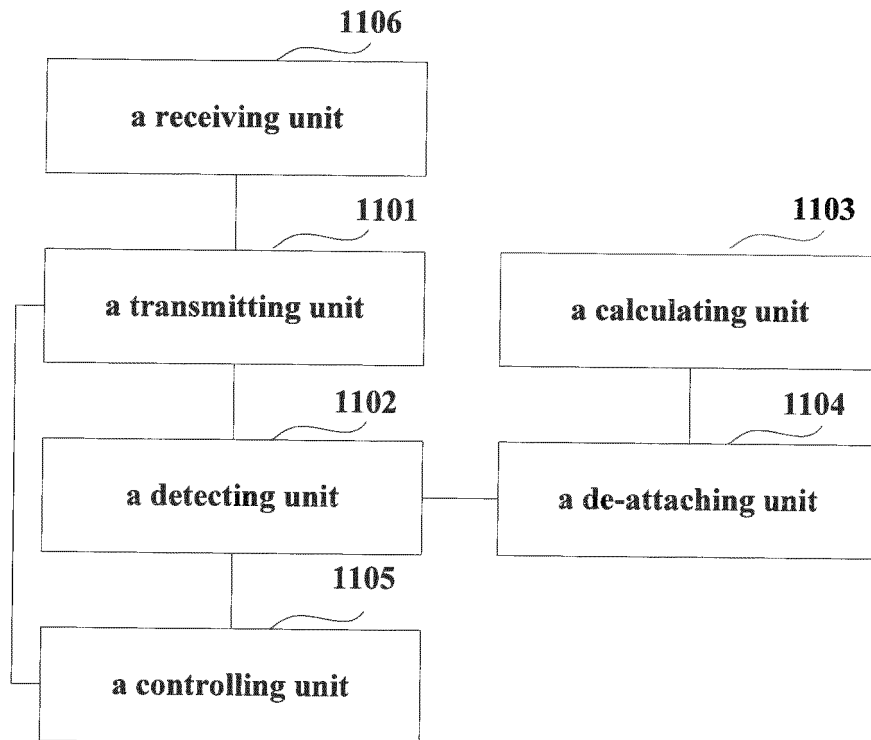 1106
a receiving unit
1101
a transmitting unit
1103
a calculating unit
1102
a detecting unit
1104
a de-attaching unit
1105
a controlling unit